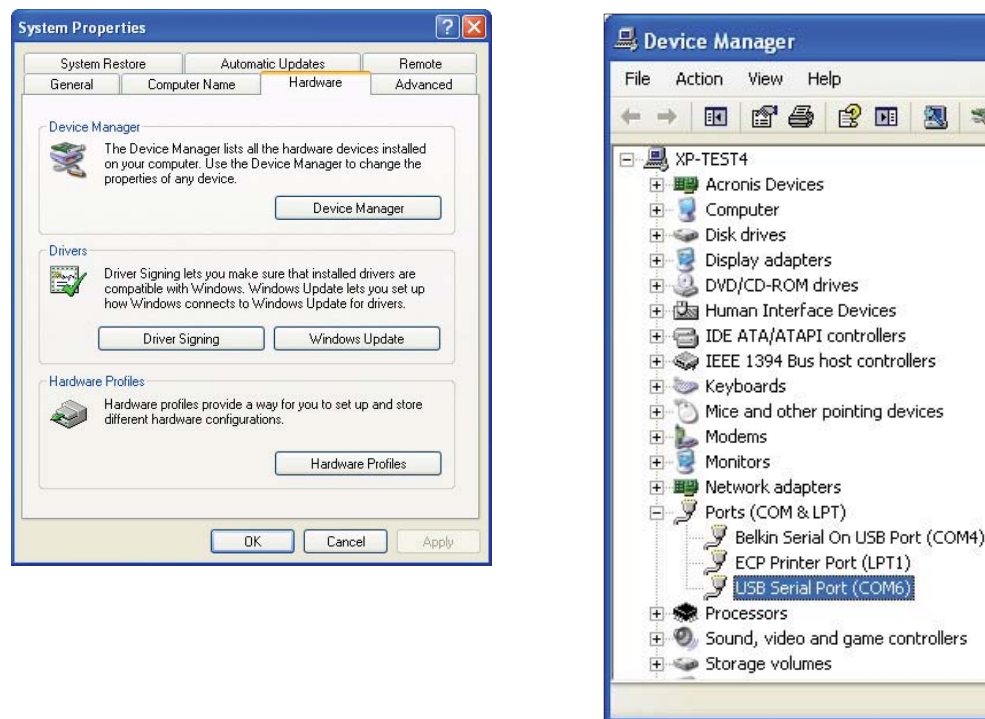 System Properties
System Restore Automatic Updates Remote
General Computer Name Hardware Advanced
Device Manager
The Device Manager lists all the hardware devices installed
on your computer. Use the Device Manager to change the
properties of any device.
Device Manager
Drivers
Driver Signing lets you make sure that installed drivers are
compatible with Windows. Windows Update lets you set up
how Windows connects to Windows Update for drivers.
Driver Signing Windows Update
Hardware Profiles
Hardware profiles provide a way for you to set up and store
different hardware configurations.
Hardware Profiles
OK Cancel Apply
Device Manager
File Action View Help
XP-TEST4
Acronis Devices
Computer
Disk drives
Display adapters
DVD/CD-ROM drives
Human Interface Devices
IDE ATA/ATAPI controllers
IEEE 1394 Bus host controllers
Keyboards
Mice and other pointing devices
Modems
Monitors
Network adapters
Ports (COM & LPT)
Belkin Serial On USB Port (COM4)
ECP Printer Port (LPT1)
USB Serial Port (COM6)
Processors
Sound, video and game controllers
Storage volumes